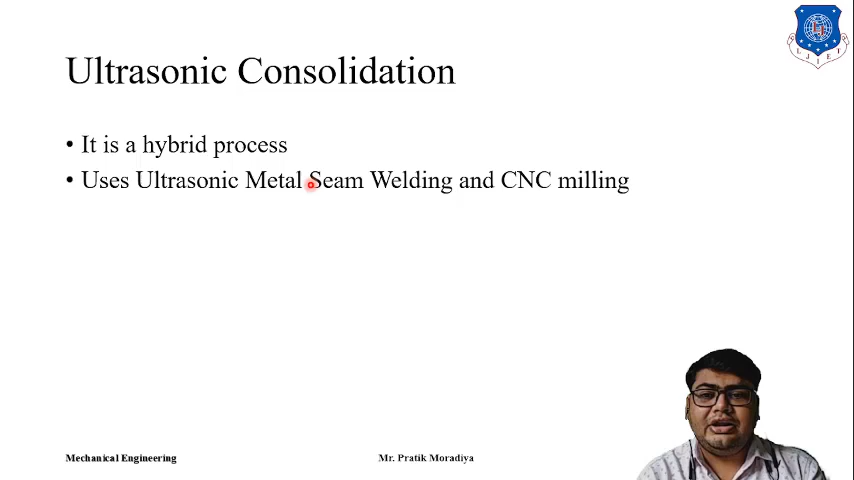 Ultrasonic Consolidation
• It is a hybrid process
• Uses Ultrasonic Metal Seam Welding and CNC milling
Mechanical Engineering
Mr. Pratik Moradiya
LJIET